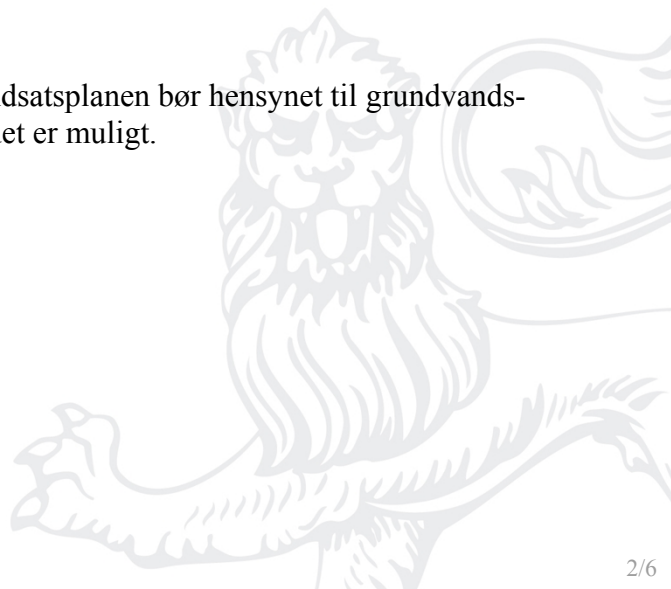 dsatsplanen bør hensynet til grundvands-
et er muligt.
2/6